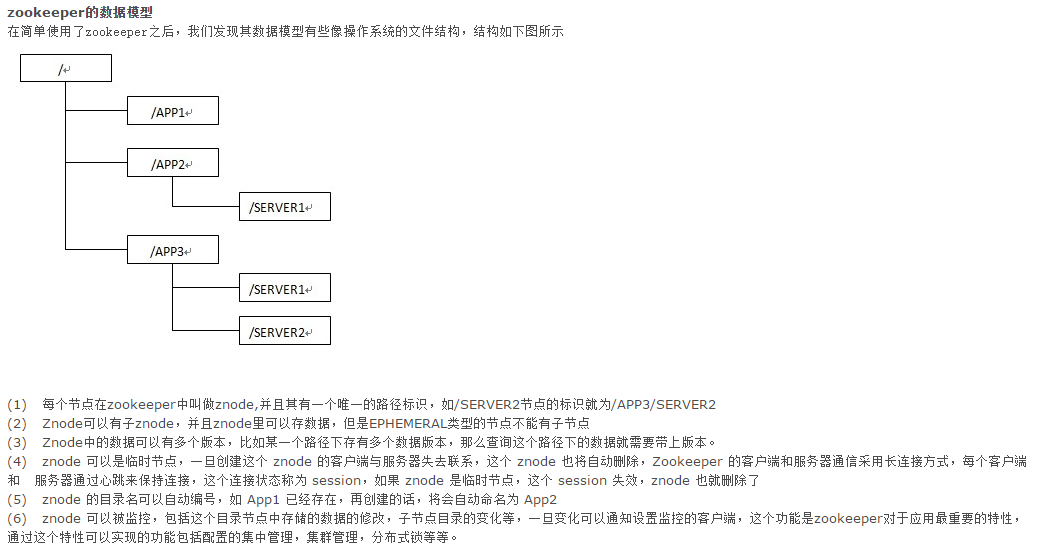 zookeeper的数据模型
在简单使用了zookeeper之后，我们发现其数据模型有些像操作系统的文件结构，结构如下图所示
/↵
/APP1↵
/APP2↵
/SERVER1↵
/APP3↵
/SERVER1↵
/SERVER2↵
(1) 每个节点在zookeeper中叫做znode,并且其有一个唯一的路径标识，如/SERVER2节点的标识就为/APP3/SERVER2
(2) Znode可以有子znode，并且znode里可以存数据，但是EPHEMERAL类型的节点不能有子节点
(3) Znode中的数据可以有多个版本，比如某一个路径下存有多个数据版本，那么查询这个路径下的数据就需要带上版本。
(4) znode 可以是临时节点，一旦创建这个 znode 的客户端与服务器失去联系，这个 znode 也将自动删除，Zookeeper 的客户端和服务器通信采用长连接方式，每个客户端
和 服务器通过心跳来保持连接，这个连接状态称为 session，如果 znode 是临时节点，这个 session 失效，znode 也就删除了
(5) znode 的目录名可以自动编号，如 App1 已经存在，再创建的话，将会自动命名为 App2
(6) znode 可以被监控，包括这个目录节点中存储的数据的修改，子节点目录的变化等，一旦变化可以通知设置监控的客户端，这个功能是zookeeper对于应用最重要的特性，
通过这个特性可以实现的功能包括配置的集中管理，集群管理，分布式锁等等。